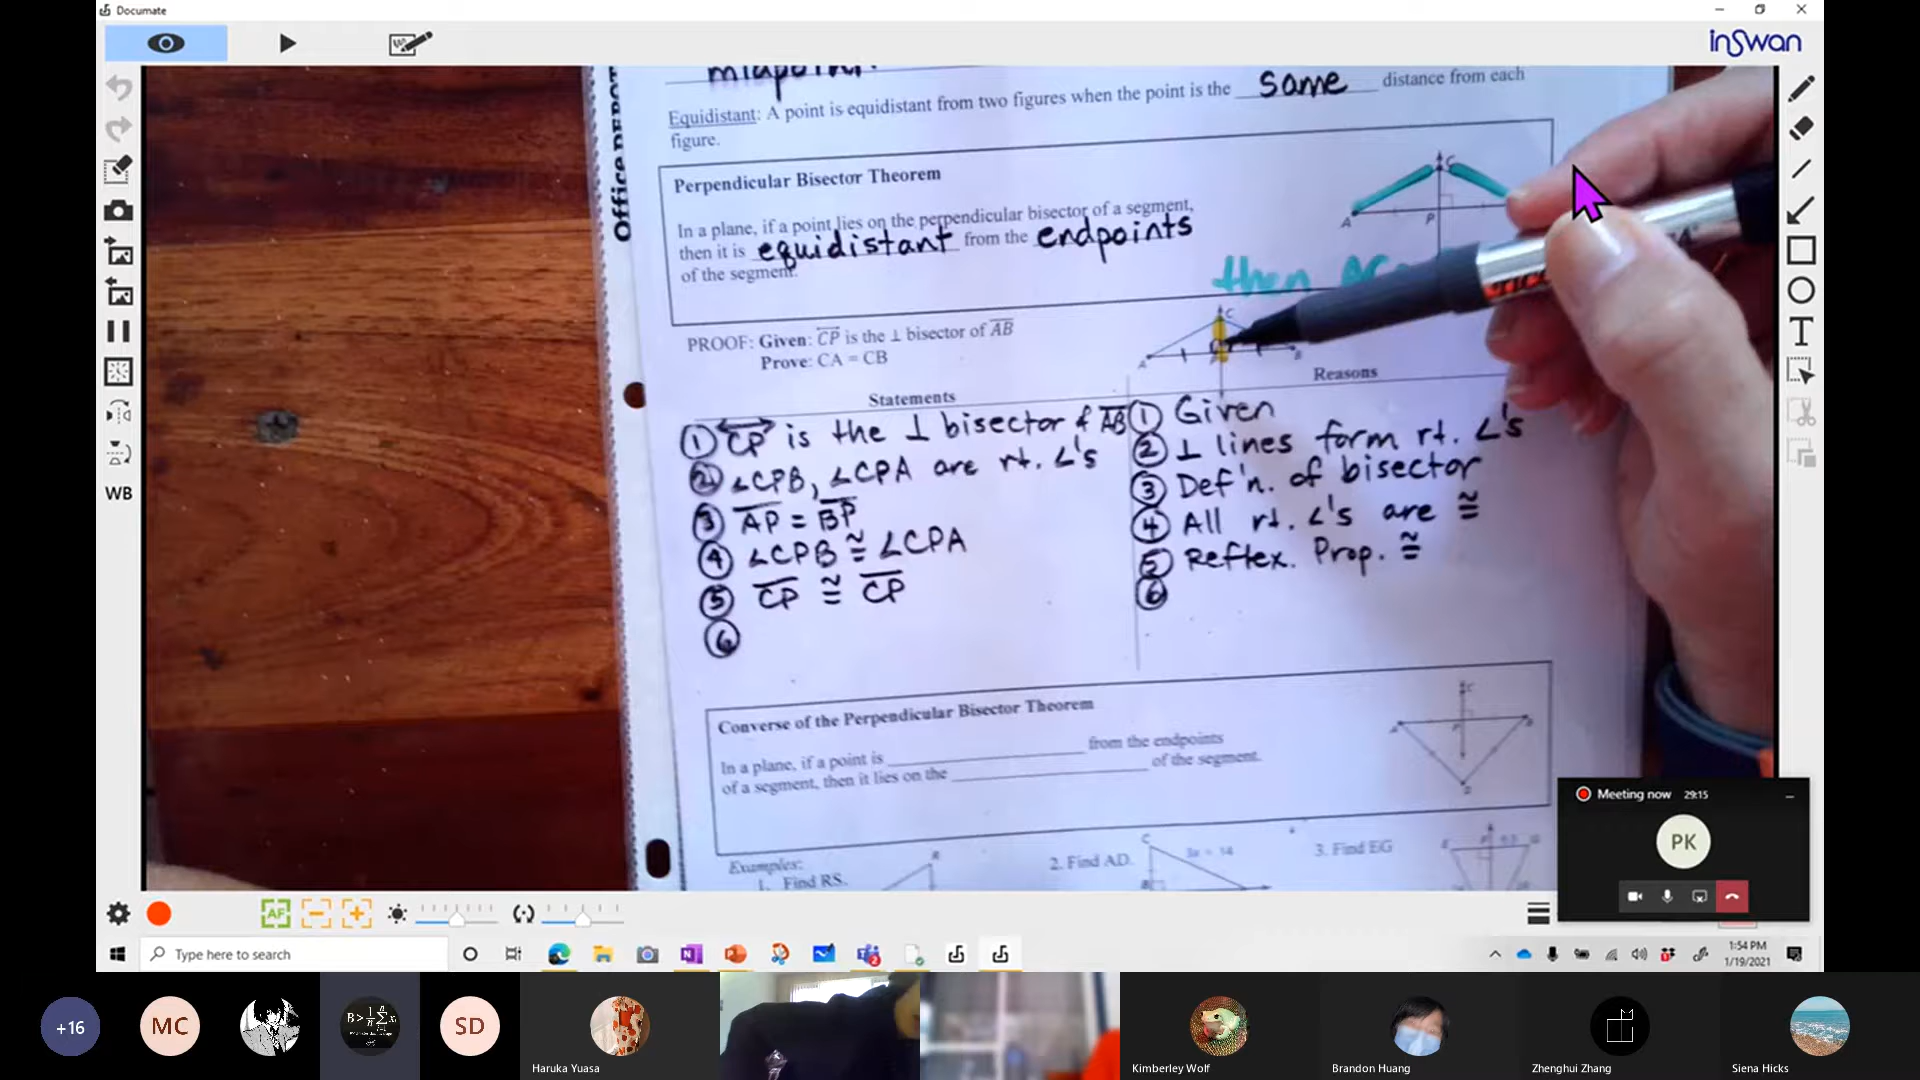 Documate
inSwan
Office DEPOT
midpoint.
Equidistant: A point is equidistant from two figures when the point is the same distance from each
figure.
Perpendicular Bisector Theorem
In a plane, if a point lies on the perpendicular bisector of a segment,
then it is equidistant from the endpoints
of the segment.
C
A
P
then AC
PROOF: Given: CP is the ⊥ bisector of AB
Prove: CA = CB
C
A
B
Statements
Reasons
① CP is the ⊥ bisector of AB
① Given
② ∠CPB, ∠CPA are rt. ∠'s
② ⊥ lines form rt. ∠'s
③ AP = BP
③ Def'n. of bisector
④ ∠CPB ≅ ∠CPA
④ All rt. ∠'s are ≅
⑤ CP ≅ CP
⑤ Reflex. Prop. ≅
⑥
⑥
Converse of the Perpendicular Bisector Theorem
In a plane, if a point is from the endpoints
of a segment, then it lies on the of the segment.
C
A
P
B
Examples:
1. Find RS.
R
2. Find AD.
C
B
3x + 14
3. Find EG
WB
T
AF
Meeting now 29:15
PK
Type here to search
1:54 PM
1/19/2021
+16
MC
SD
Haruka Yuasa
Kimberley Wolf
Brandon Huang
Zhenghui Zhang
Siena Hicks